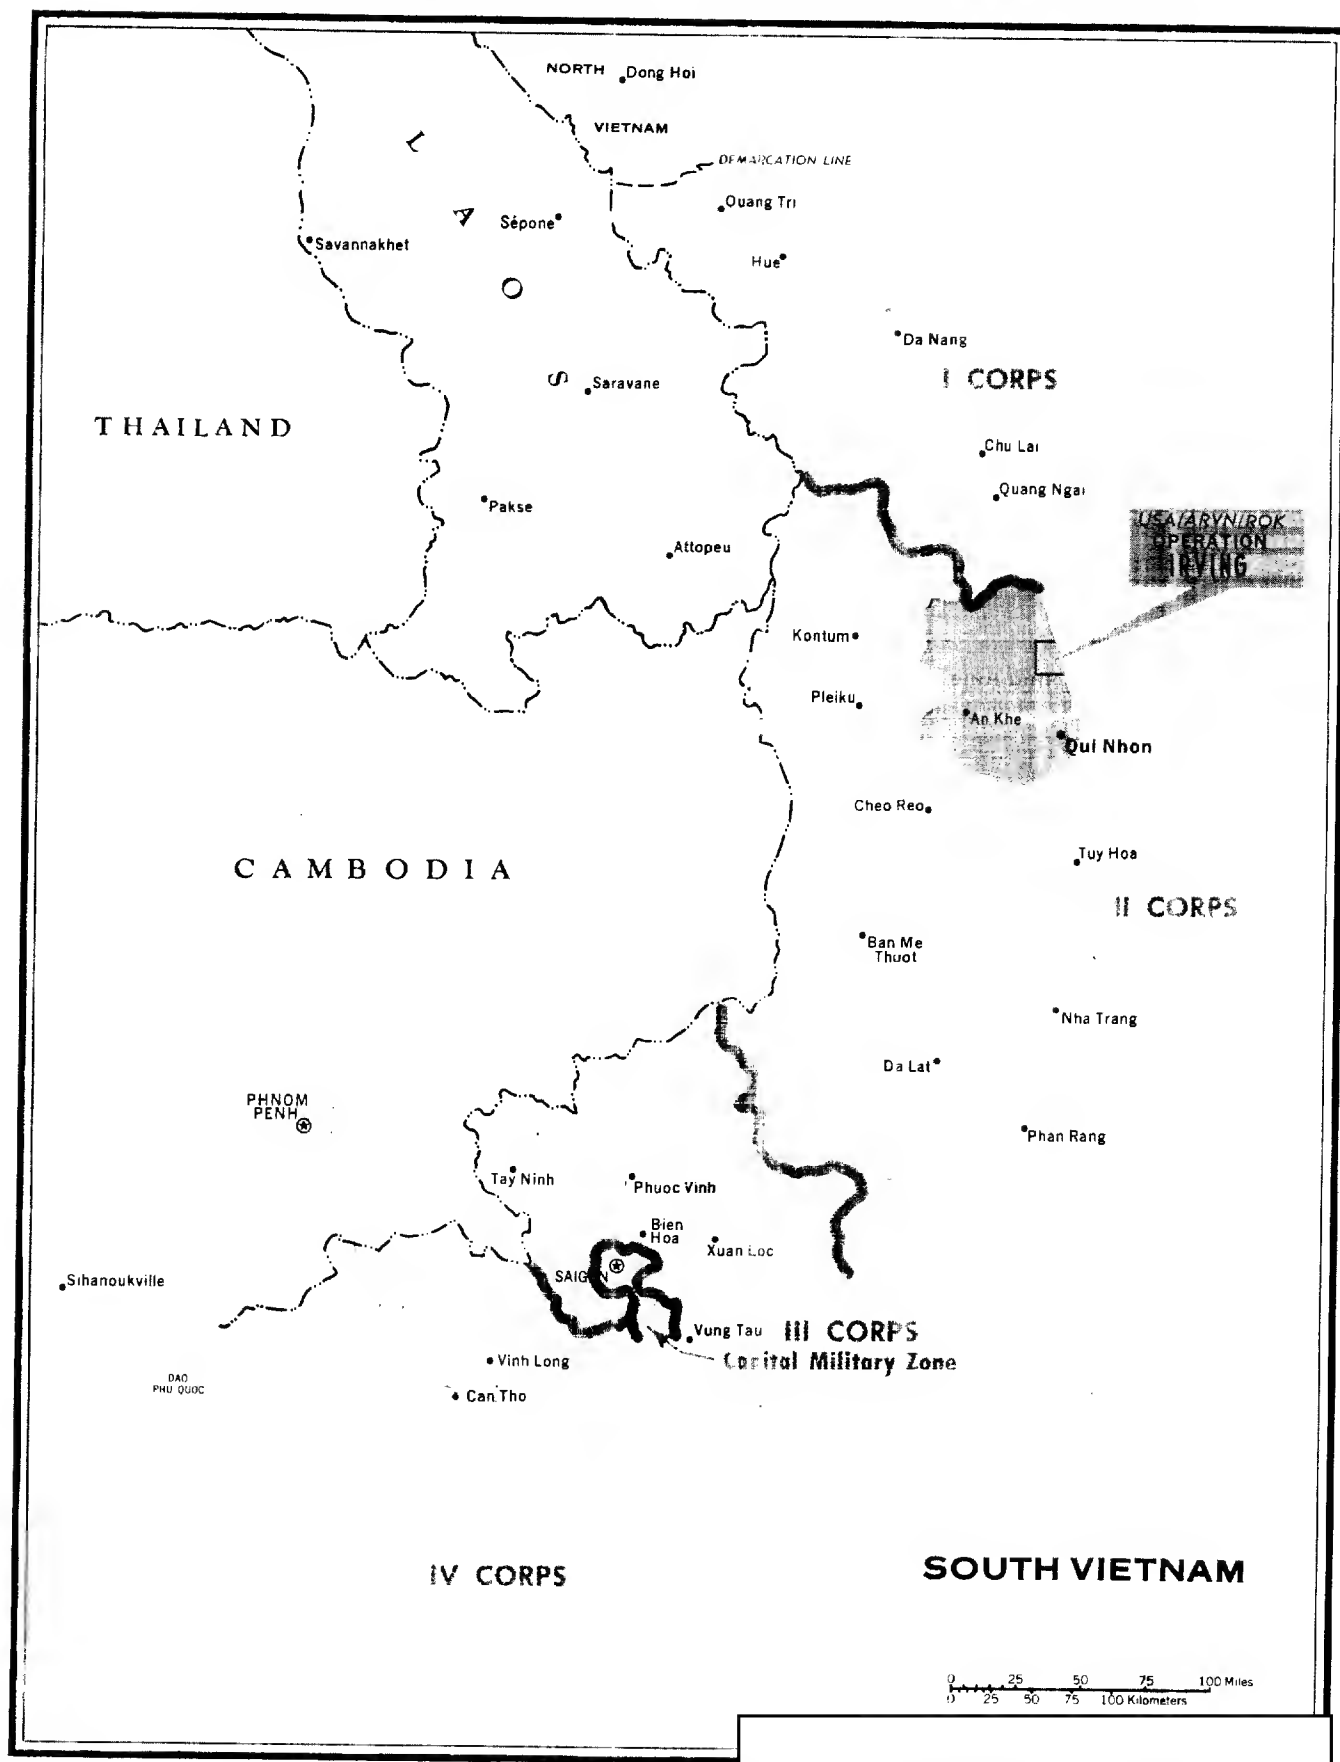 NORTH
Dong Hoi
VIETNAM
DEMARCATION LINE
LAOS
Quang Tri
Sépone
Savannakhet
Hue
Da Nang
I CORPS
Saravane
THAILAND
Chu Lai
Quang Ngai
Pakse
USA/ARVN/ROK
OPERATION
IRVING
Attopeu
Kontum
Pleiku
An Khe
Qui Nhon
Cheo Reo
Tuy Hoa
CAMBODIA
II CORPS
Ban Me
Thuot
Nha Trang
Da Lat
PHNOM
PENH
Phan Rang
Tay Ninh
Phuoc Vinh
Bien
Hoa
Xuan Loc
SAIGON
Sihanoukville
Vung Tau
III CORPS
Capital Military Zone
Vinh Long
DAO
PHU QUOC
Can Tho
IV CORPS
SOUTH VIETNAM
0 25 50 75 100 Miles
0 25 50 75 100 Kilometers